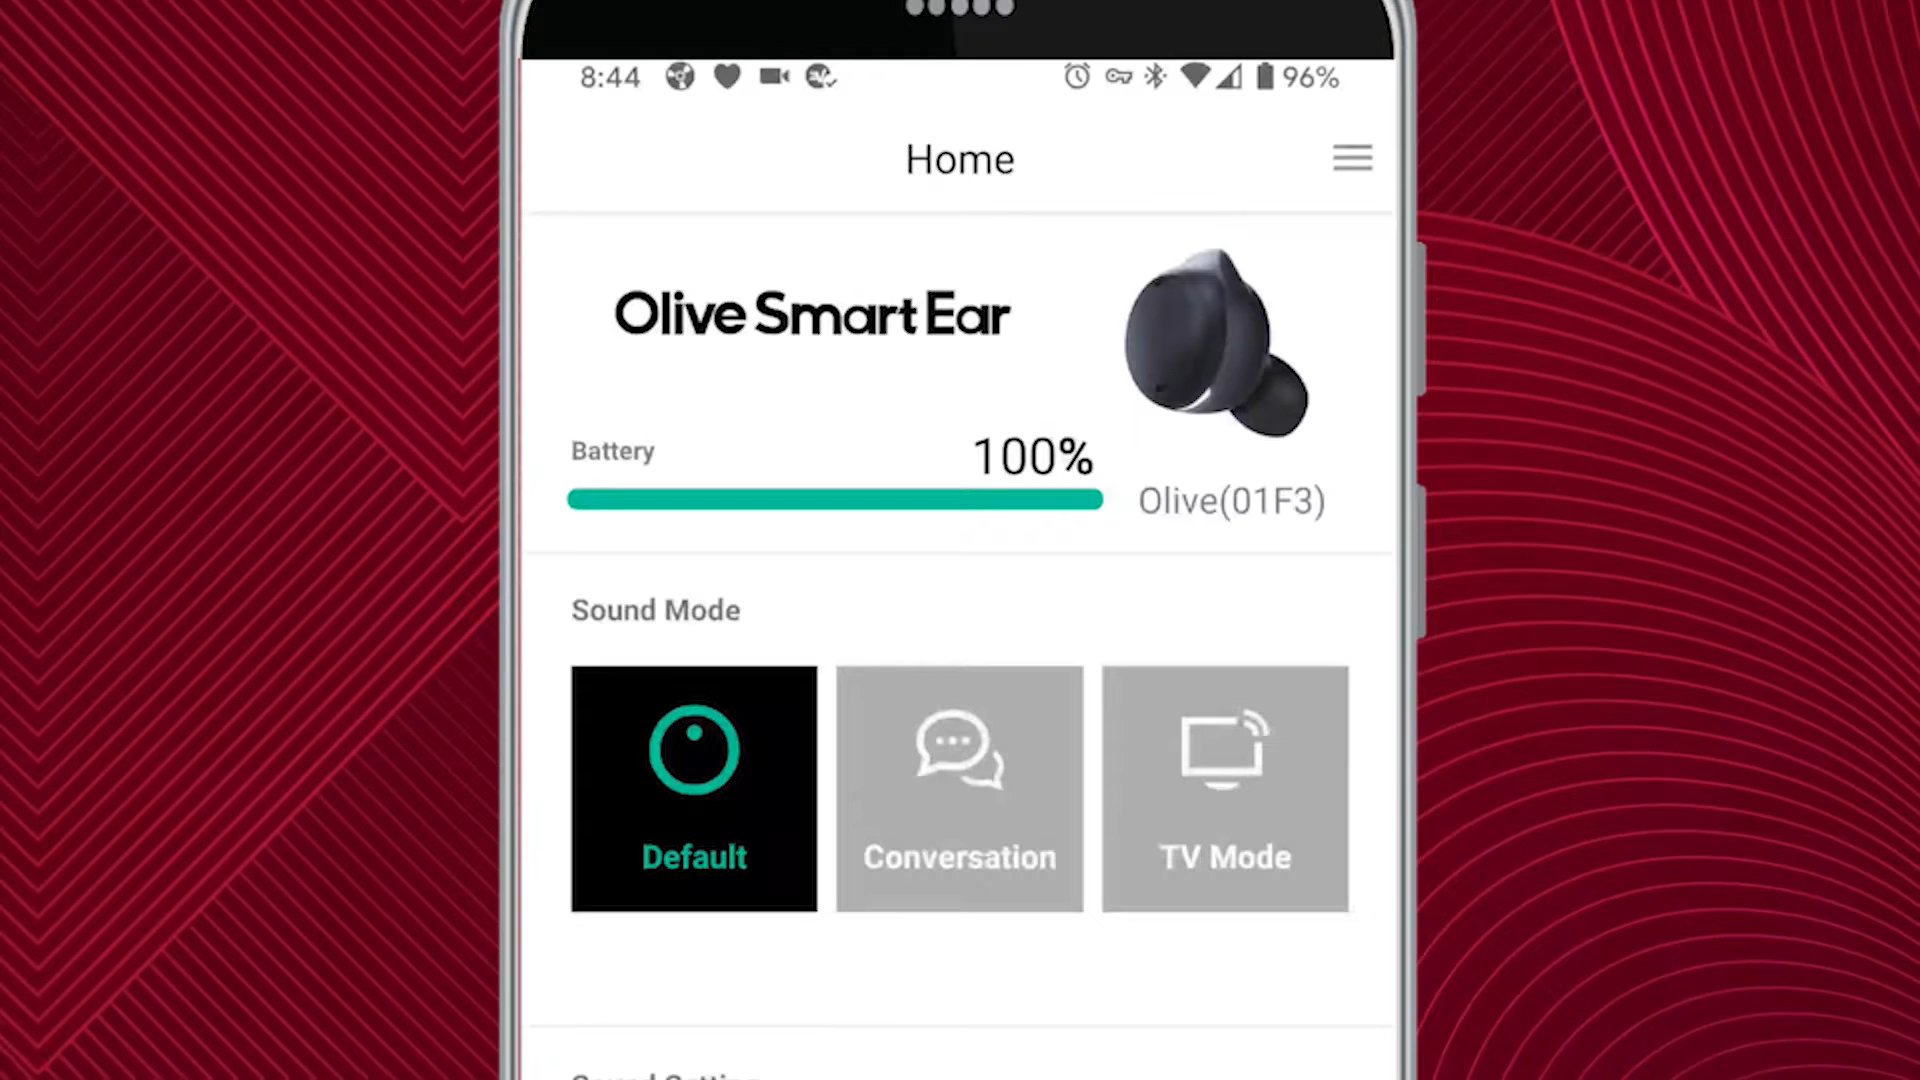 8:44 96%
Home
Olive Smart Ear
Battery 100%
Olive(01F3)
Sound Mode
Default Conversation TV Mode